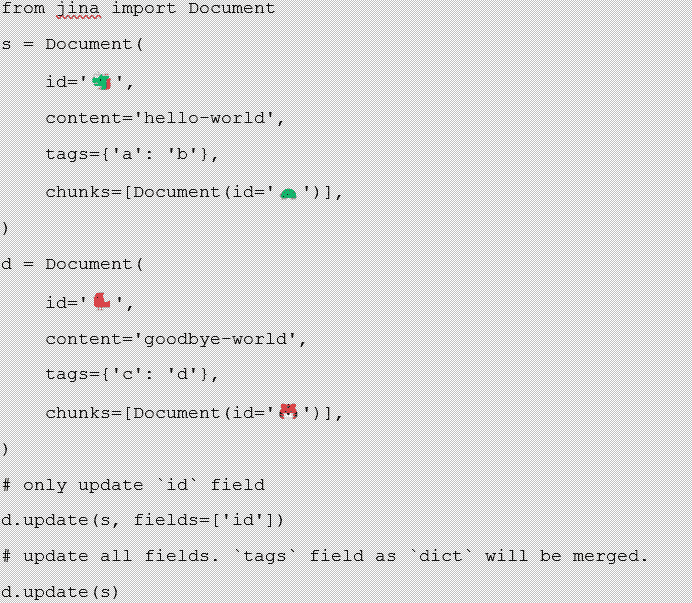 from jina import Document
s = Document(
    id='🐲',
    content='hello-world',
    tags={'a': 'b'},
    chunks=[Document(id='🐢')],
)
d = Document(
    id='🐦',
    content='goodbye-world',
    tags={'c': 'd'},
    chunks=[Document(id='🐯')],
)
# only update `id` field
d.update(s, fields=['id'])
# update all fields. `tags` field as `dict` will be merged.
d.update(s)